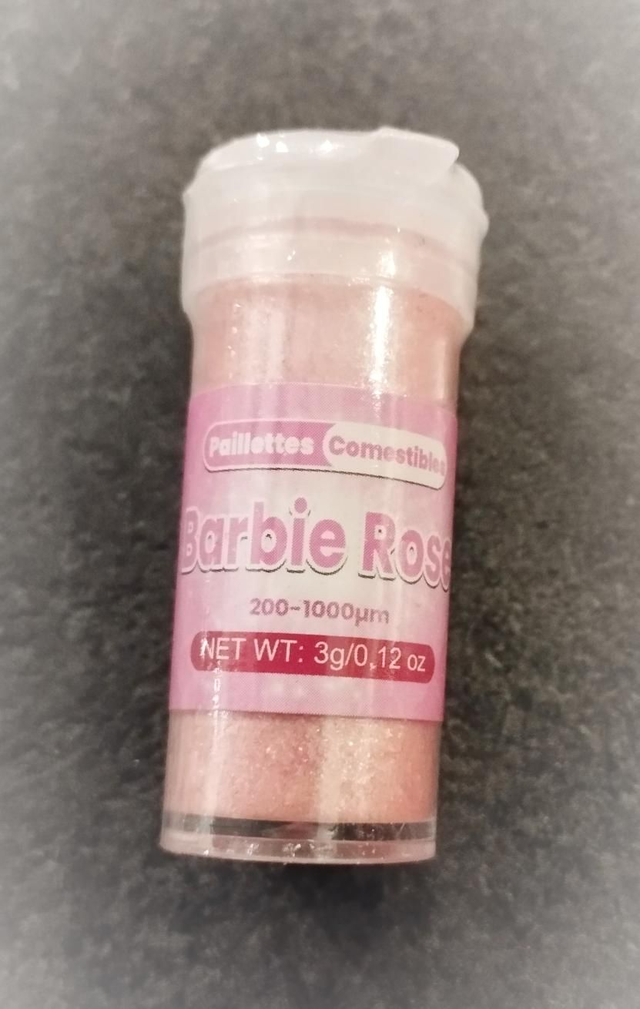 Paillettes Comestibles
Barbie Rose
200-1000µm
NET WT: 3g/0,12 oz